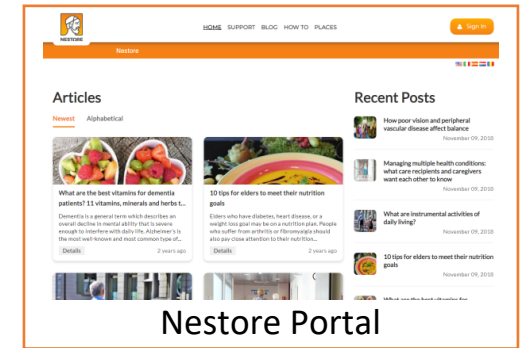 NESTORE
HOME SUPPORT BLOG HOW TO PLACES
Sign In
Nestore
Articles
Newest Alphabetical
What are the best vitamins for dementia
patients? 11 vitamins, minerals and herbs t...
Dementia is a general term which describes an
overall decline in mental ability that is severe
enough to interfere with daily life. Alzheimer's is
the most well-known and most common type of...
Details 2 years ago
10 tips for elders to meet their nutrition
goals
Elders who have diabetes, heart disease, or a
weight loss goal may be on a nutrition plan. People
who suffer from arthritis or fibromyalgia should
also pay close attention to their nutrition...
Details 2 years ago
Recent Posts
How poor vision and peripheral
vascular disease affect balance
November 09, 2018
Managing multiple health conditions:
what care recipients and caregivers
want each other to know
November 09, 2018
What are instrumental activities of
daily living?
November 09, 2018
10 tips for elders to meet their nutrition
goals
November 09, 2018
What are the best vitamins for
Nestore Portal